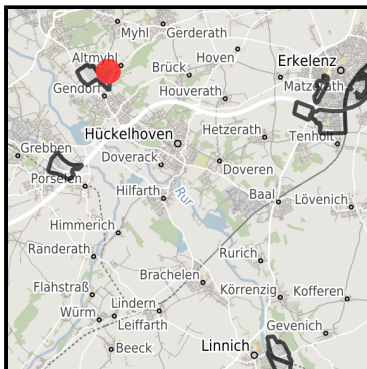 Myhl
Gerderath
Altmyhl
Hoven
Erkelenz
Brück
Gendorf
Houverath
Matzerath
Hückelhoven
Hetzerath
Tenholt
Grebben
Doverack
Doveren
Porselen
Hilfarth
Rur
Baal
Lövenich
Himmerich
Randerath
Rurich
Brachelen
Flahstraß
Körrenzig
Kofferen
Lindern
Würm
Leiffarth
Gevenich
Beeck
Linnich